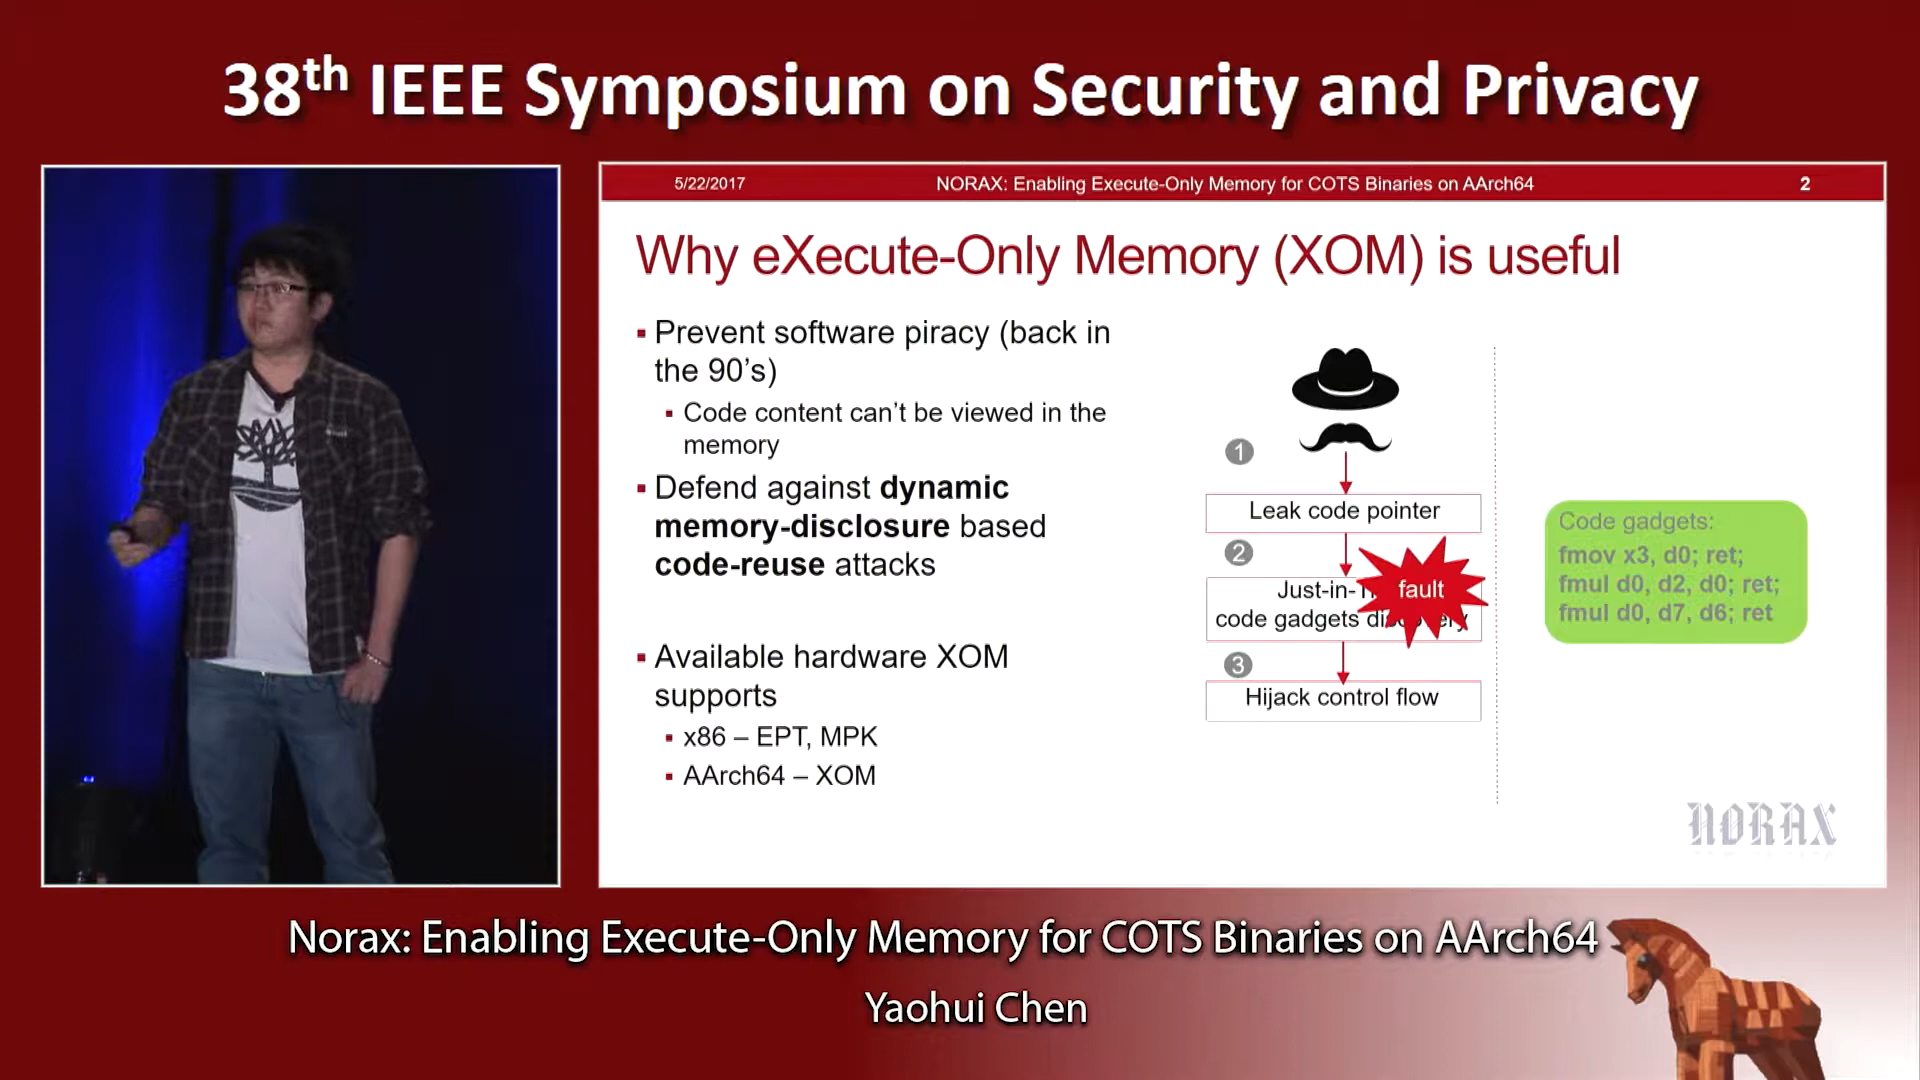 38th IEEE Symposium on Security and Privacy
5/22/2017 NORAX: Enabling Execute-Only Memory for COTS Binaries on AArch64 2
Why eXecute-Only Memory (XOM) is useful
▪ Prevent software piracy (back in
the 90's)
▪ Code content can't be viewed in the
memory
▪ Defend against dynamic
memory-disclosure based
code-reuse attacks
▪ Available hardware XOM
supports
▪ x86 – EPT, MPK
▪ AArch64 – XOM
1
Leak code pointer
2
Just-in-
fault
code gadgets
3
Hijack control flow
Code gadgets:
fmov x3, d0; ret;
fmul d0, d2, d0; ret;
fmul d0, d7, d6; ret
NORAX
Norax: Enabling Execute-Only Memory for COTS Binaries on AArch64
Yaohui Chen